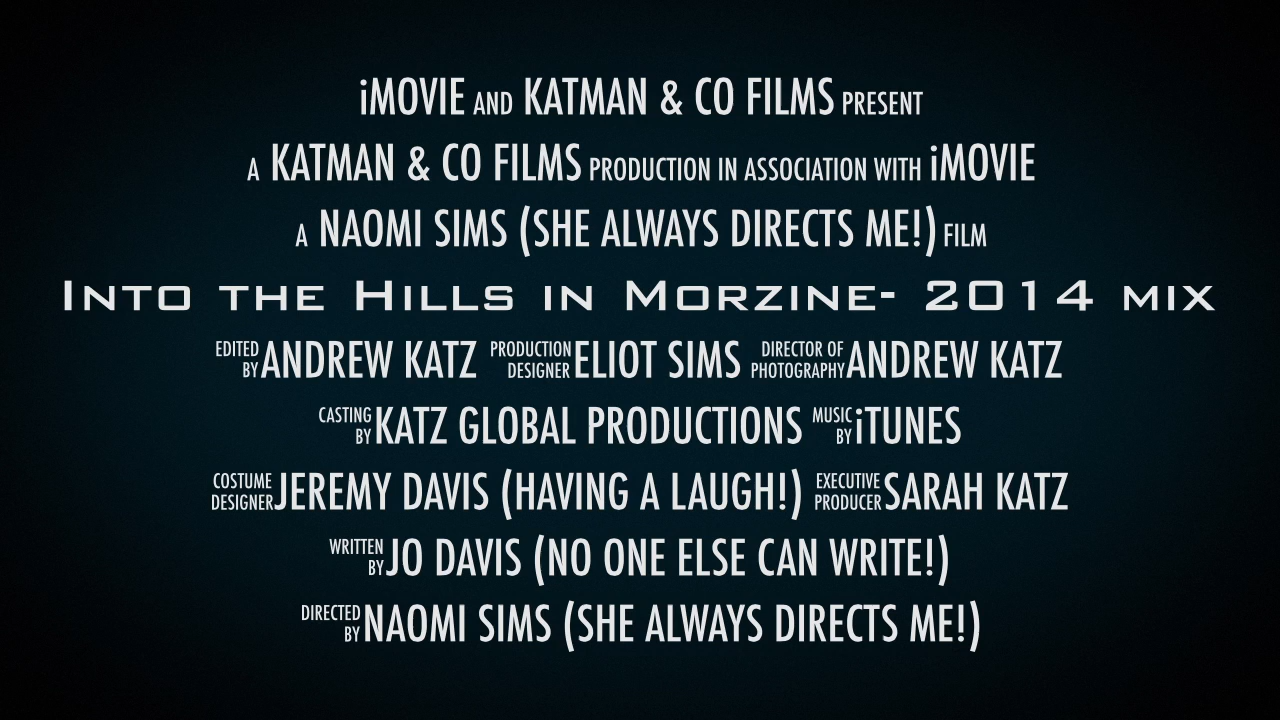 iMOVIE AND KATMAN & CO FILMS PRESENT
A KATMAN & CO FILMS PRODUCTION IN ASSOCIATION WITH iMOVIE
A NAOMI SIMS (SHE ALWAYS DIRECTS ME!) FILM
INTO THE HILLS IN MORZINE- 2014 MIX
EDITED BY ANDREW KATZ PRODUCTION DESIGNER ELIOT SIMS DIRECTOR OF PHOTOGRAPHY ANDREW KATZ
CASTING BY KATZ GLOBAL PRODUCTIONS MUSIC BY iTUNES
COSTUME DESIGNER JEREMY DAVIS (HAVING A LAUGH!) EXECUTIVE PRODUCER SARAH KATZ
WRITTEN BY JO DAVIS (NO ONE ELSE CAN WRITE!)
DIRECTED BY NAOMI SIMS (SHE ALWAYS DIRECTS ME!)